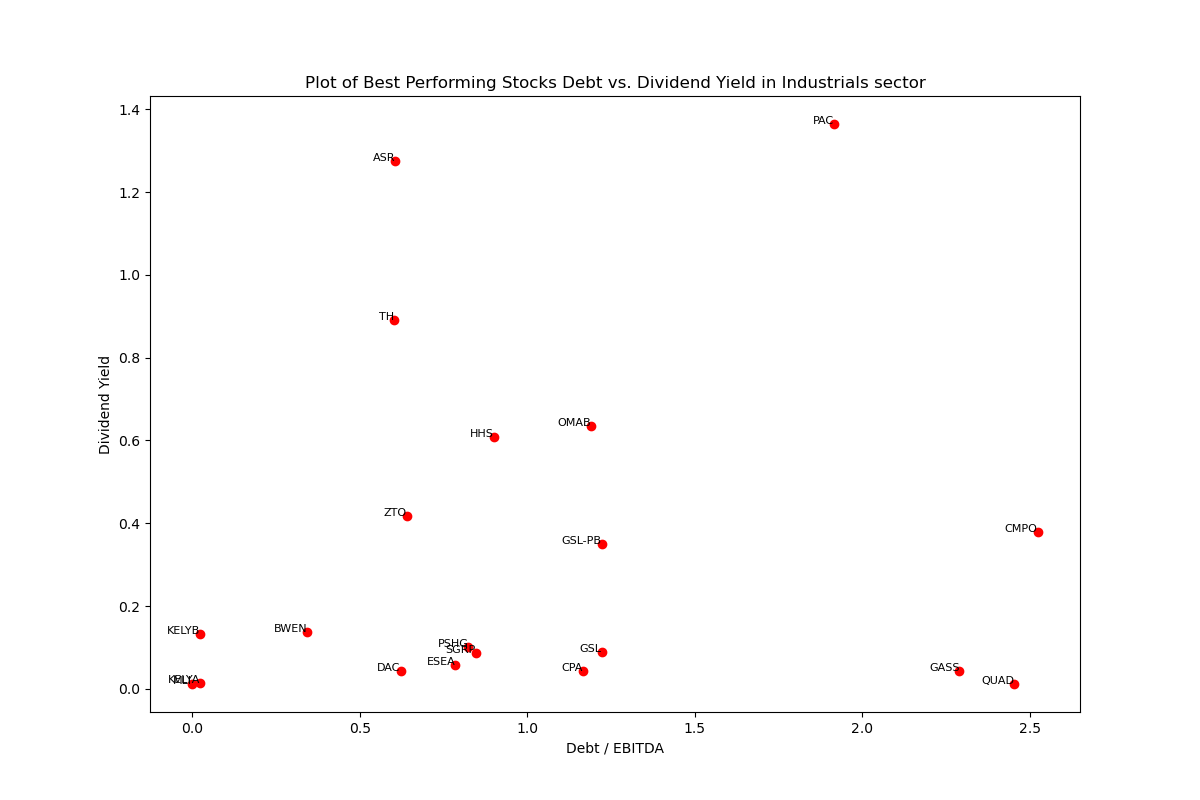 Plot of Best Performing Stocks Debt vs. Dividend Yield in Industrials sector
1.4
PAC
ASR
1.2
1.0
TH
0.8
Dividend Yield
OMAB
HHS
0.6
ZTO
CMPO
GSL-PB
0.4
0.2
KELYB
BWEN
PSHG
SGRP
GSL
ESEA
DAC
CPA
GASS
KELYA
QUAD
0.0
0.0
0.5
1.0
1.5
2.0
2.5
Debt / EBITDA